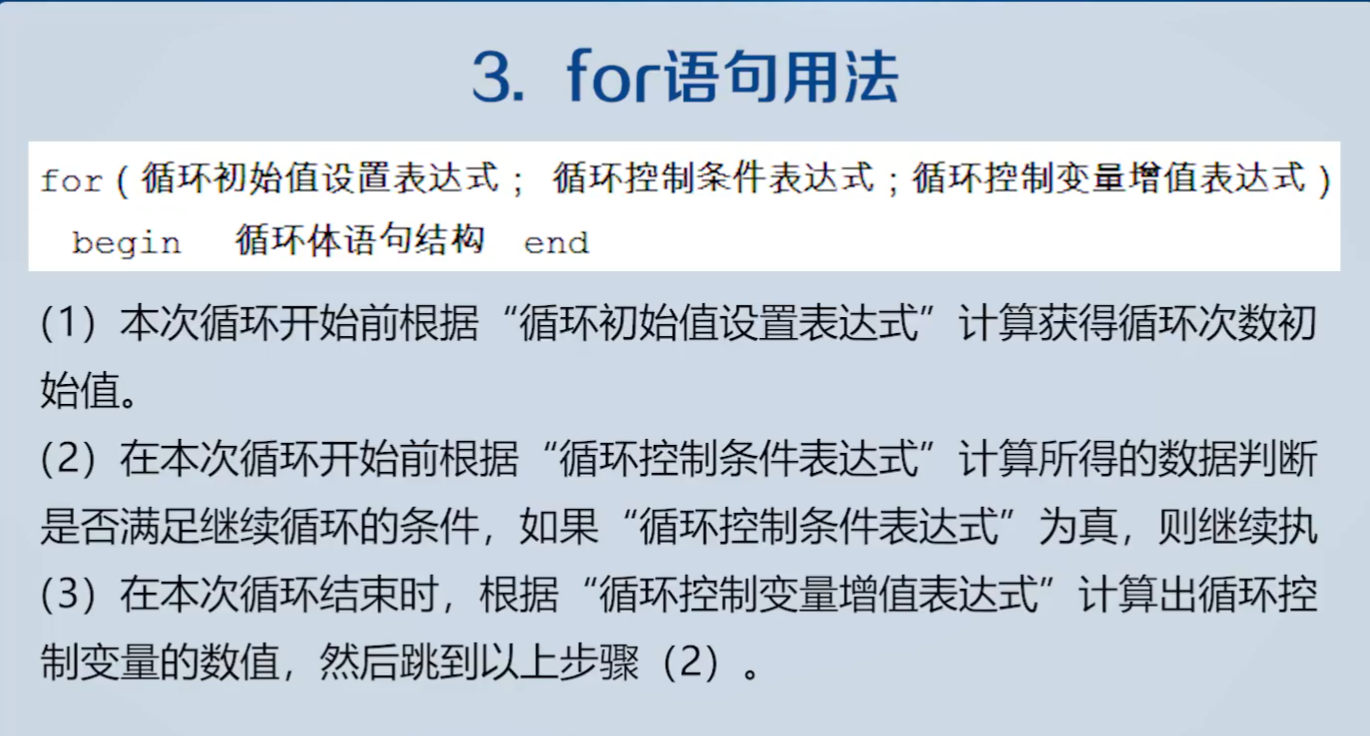 3. for语句用法
for(循环初始值设置表达式; 循环控制条件表达式;循环控制变量增值表达式)
begin 循环体语句结构 end
（1）本次循环开始前根据“循环初始值设置表达式”计算获得循环次数初
始值。
（2）在本次循环开始前根据“循环控制条件表达式”计算所得的数据判断
是否满足继续循环的条件，如果“循环控制条件表达式”为真，则继续执
（3）在本次循环结束时，根据“循环控制变量增值表达式”计算出循环控
制变量的数值，然后跳到以上步骤（2）。